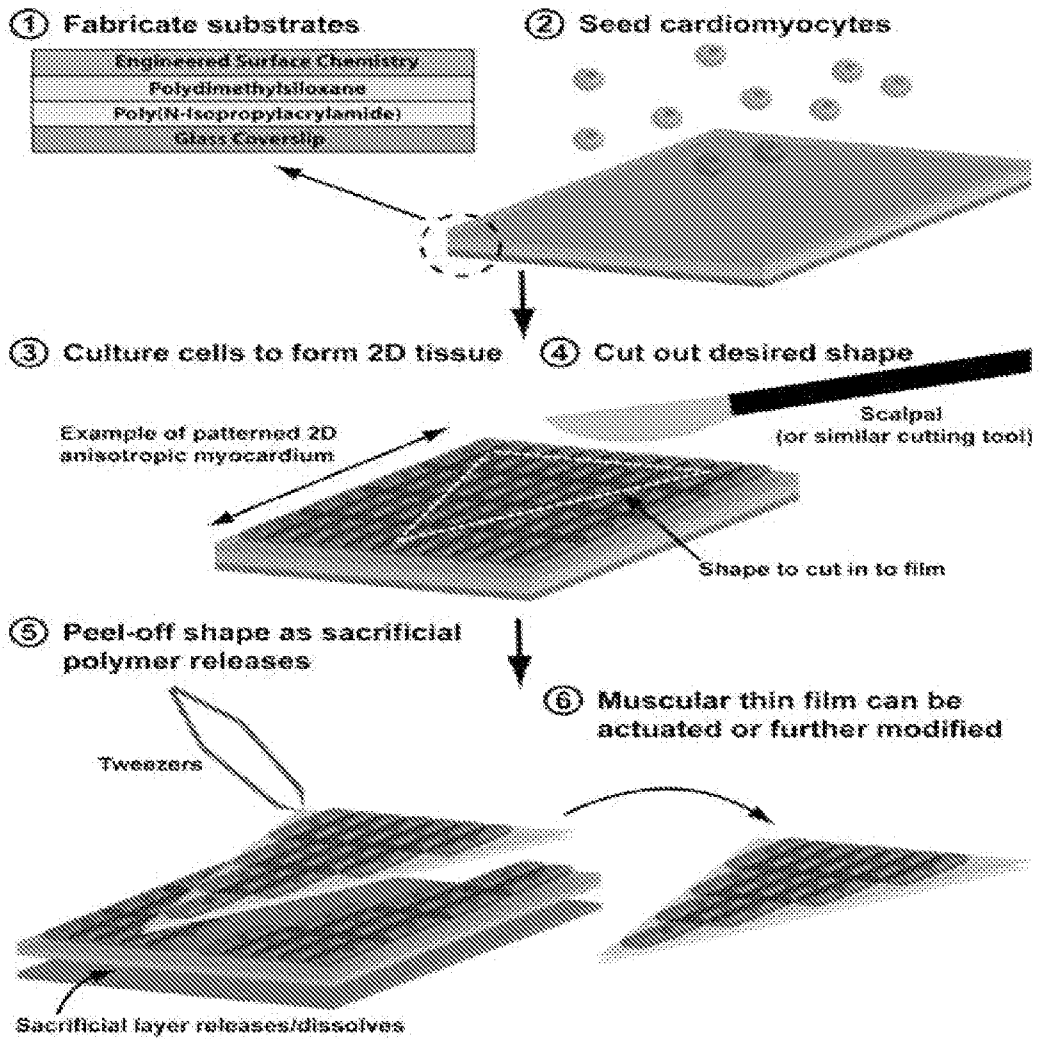 ① Fabricate substrates
Engineered Surface Chemistry
Polydimethylsiloxane
Poly(N-Isopropylacrylamide)
Glass Coverslip
② Seed cardiomyocytes
③ Culture cells to form 2D tissue
Example of patterned 2D
anisotropic myocardium
④ Cut out desired shape
Scalpal
(or similar cutting tool)
Shape to cut in to film
⑤ Peel-off shape as sacrificial
polymer releases
Tweezers
Sacrificial layer releases/dissolves
⑥ Muscular thin film can be
actuated or further modified